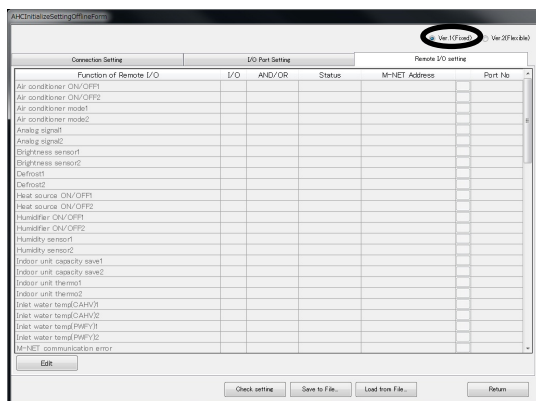 AHCInitializeSettingOfflineForm
Ver.1(Fixed) Ver.2(Flexible)
Connection Setting I/O Port Setting Remote I/O setting
Function of Remote I/O I/O AND/OR Status M-NET Address Port No
Air conditioner ON/OFF1
Air conditioner ON/OFF2
Air conditioner mode1
Air conditioner mode2
Analog signal1
Analog signal2
Brightness sensor1
Brightness sensor2
Defrost1
Defrost2
Heat source ON/OFF1
Heat source ON/OFF2
Humidifier ON/OFF1
Humidifier ON/OFF2
Humidity sensor1
Humidity sensor2
Indoor unit capacity save1
Indoor unit capacity save2
Indoor unit thermo1
Indoor unit thermo2
Inlet water temp(CAHV)1
Inlet water temp(CAHV)2
Inlet water temp(PWFY)1
Inlet water temp(PWFY)2
M-NET communication error
Edit
Check setting Save to File... Load from File... Return